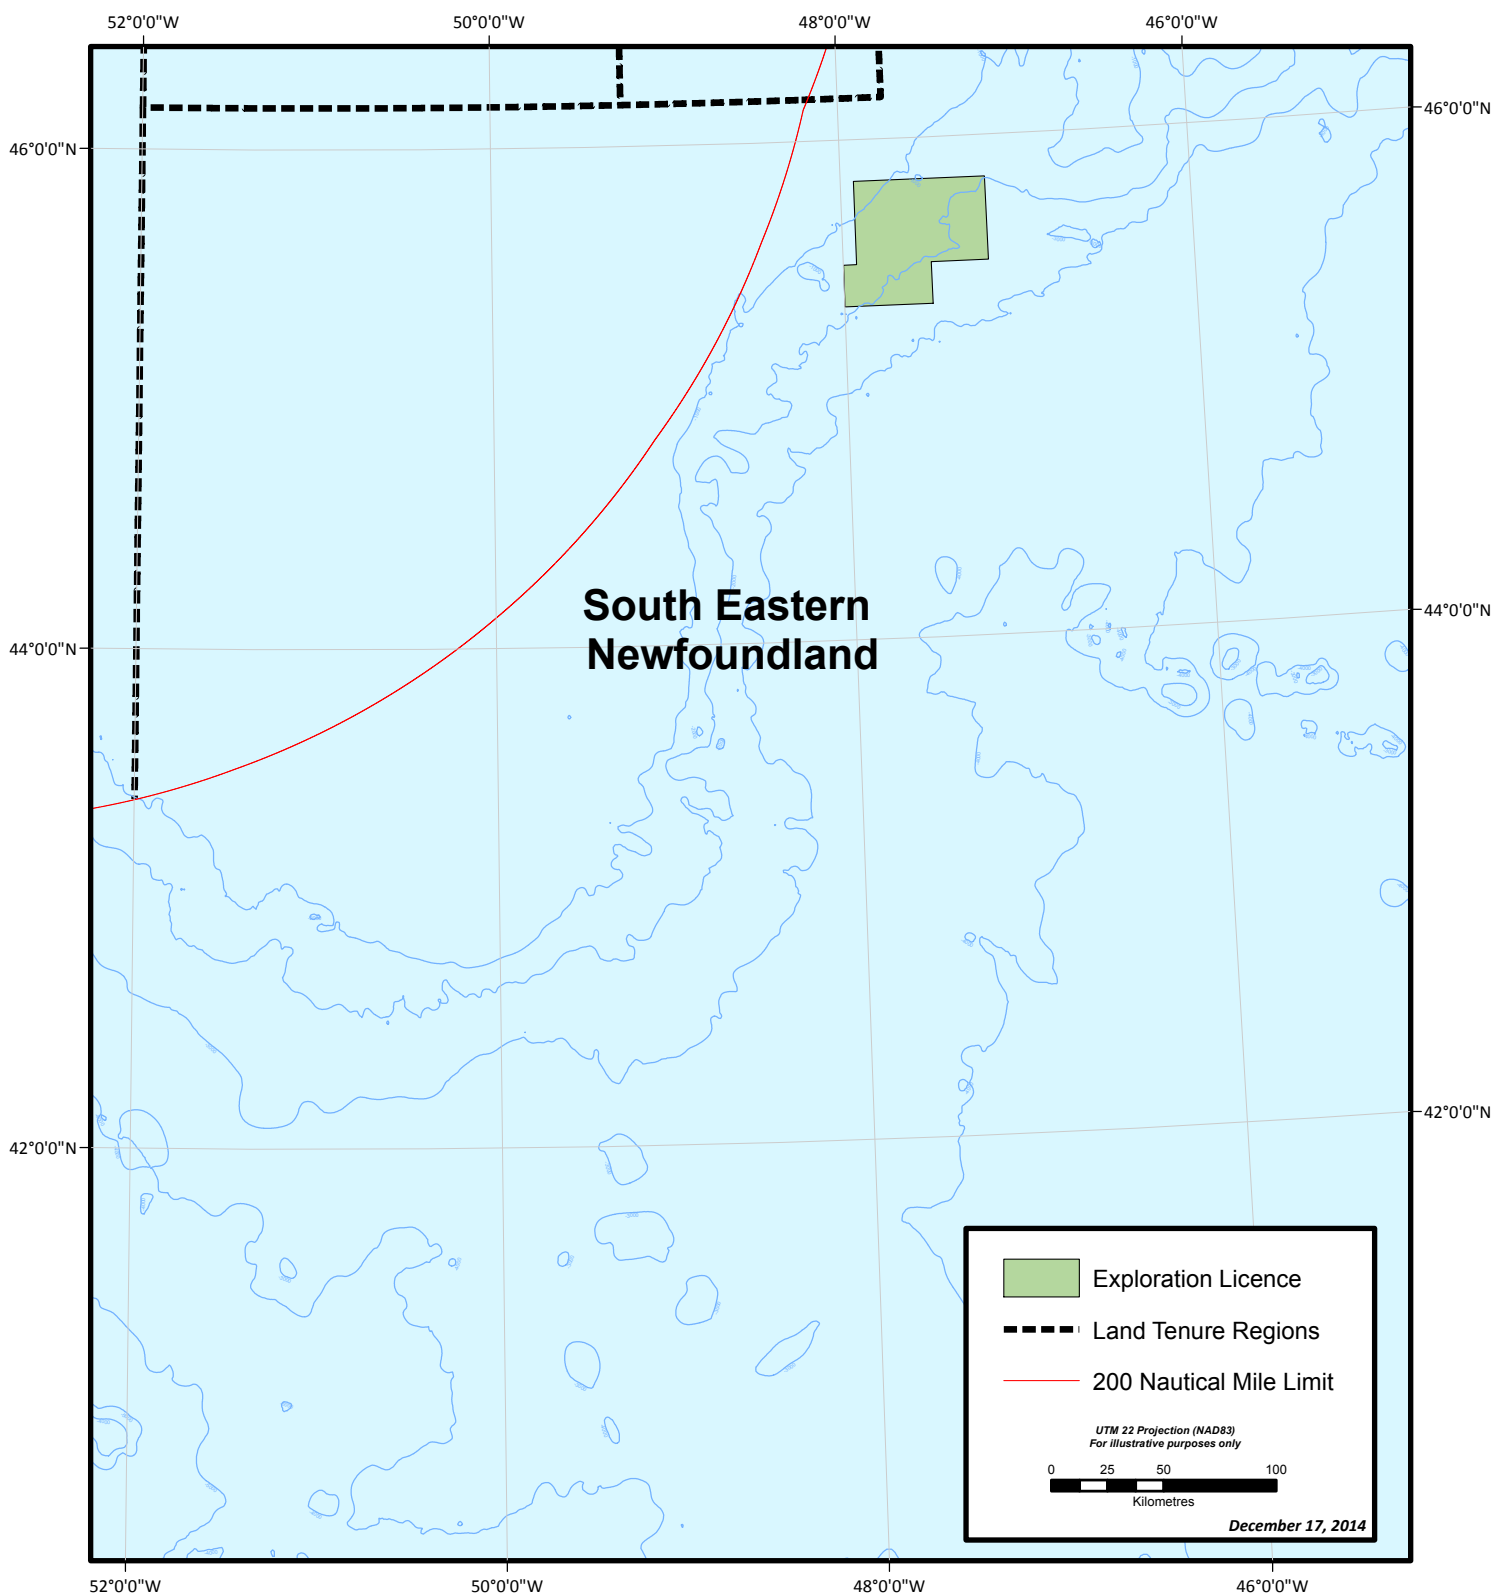 52°0'0"W
50°0'0"W
48°0'0"W
46°0'0"W
46°0'0"N
46°0'0"N
South Eastern
Newfoundland
44°0'0"N
44°0'0"N
42°0'0"N
42°0'0"N
Exploration Licence
Land Tenure Regions
200 Nautical Mile Limit
UTM 22 Projection (NAD83)
For illustrative purposes only
0 25 50 100
Kilometres
December 17, 2014
52°0'0"W
50°0'0"W
48°0'0"W
46°0'0"W